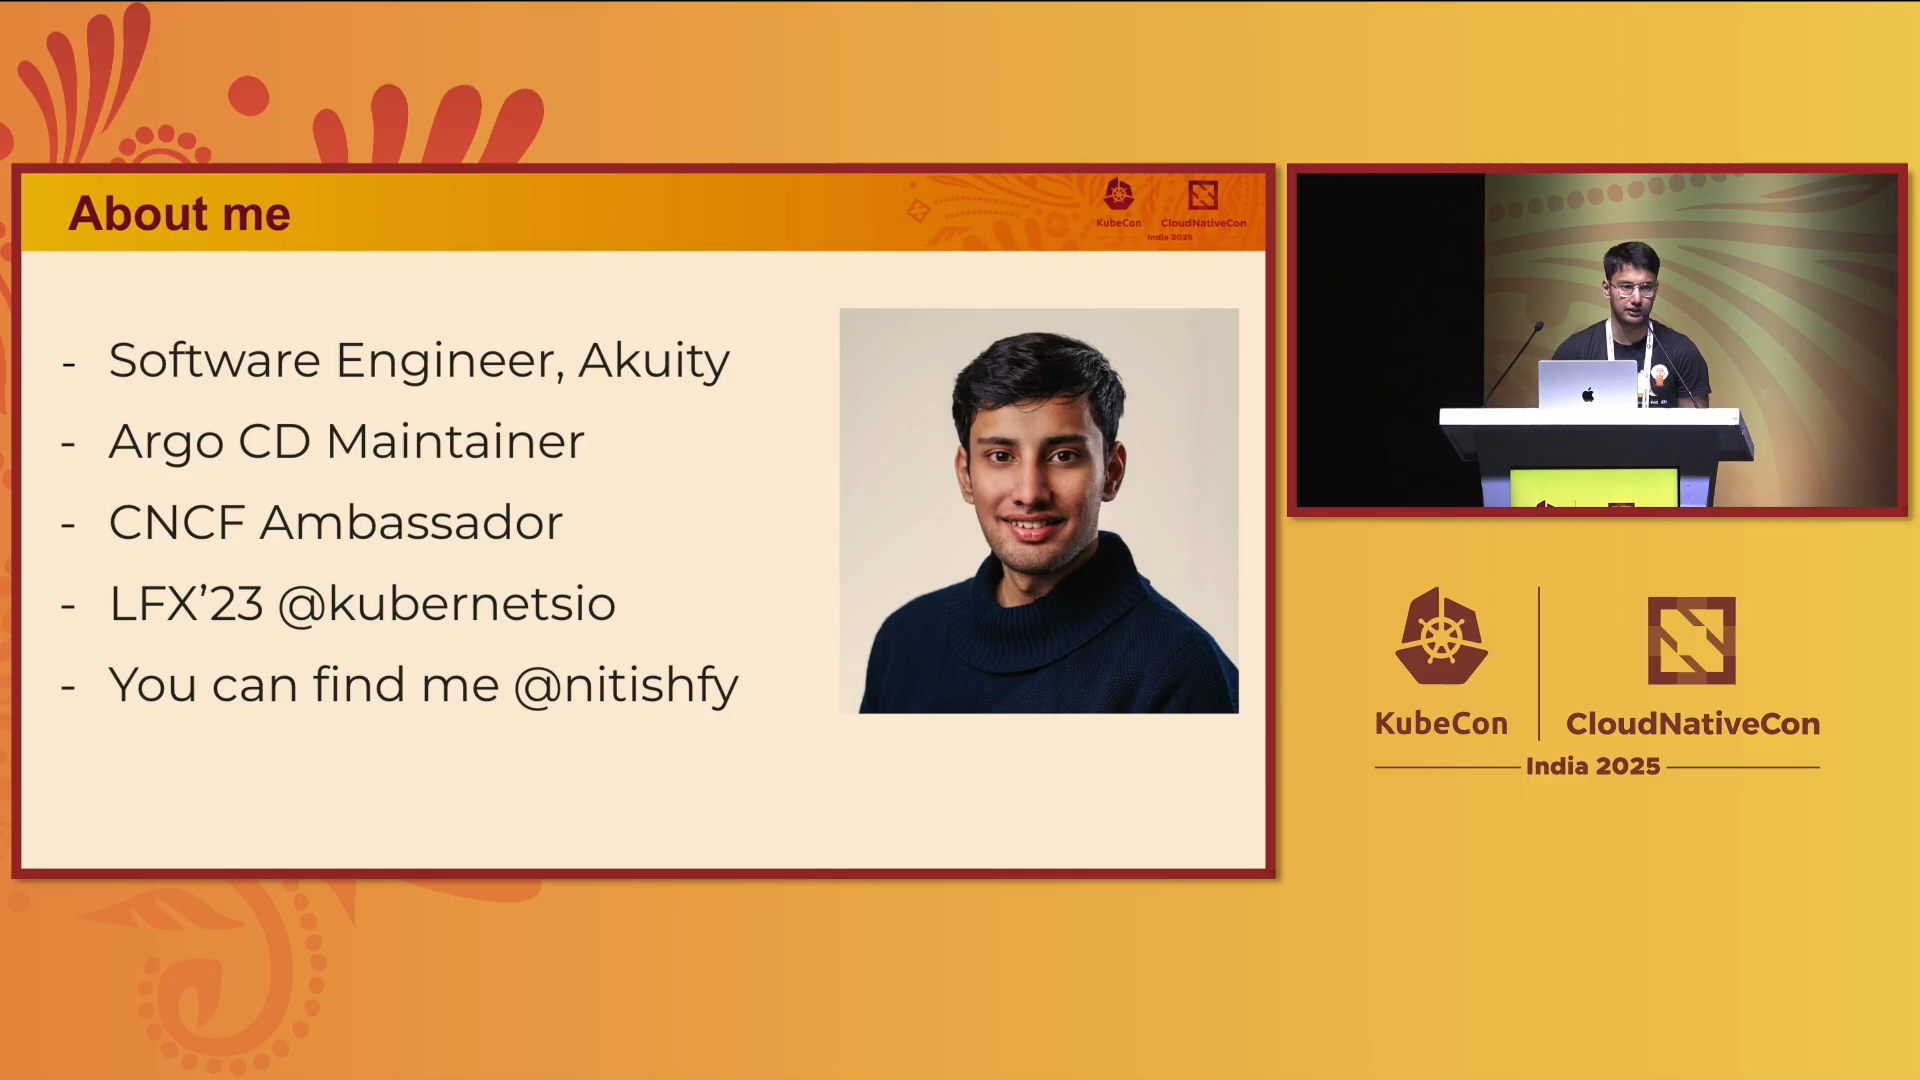 About me
KubeCon
CloudNativeCon
India 2025
- Software Engineer, Akuity
- Argo CD Maintainer
- CNCF Ambassador
- LFX’23 @kubernetsio
- You can find me @nitishfy
KubeCon
CloudNativeCon
India 2025